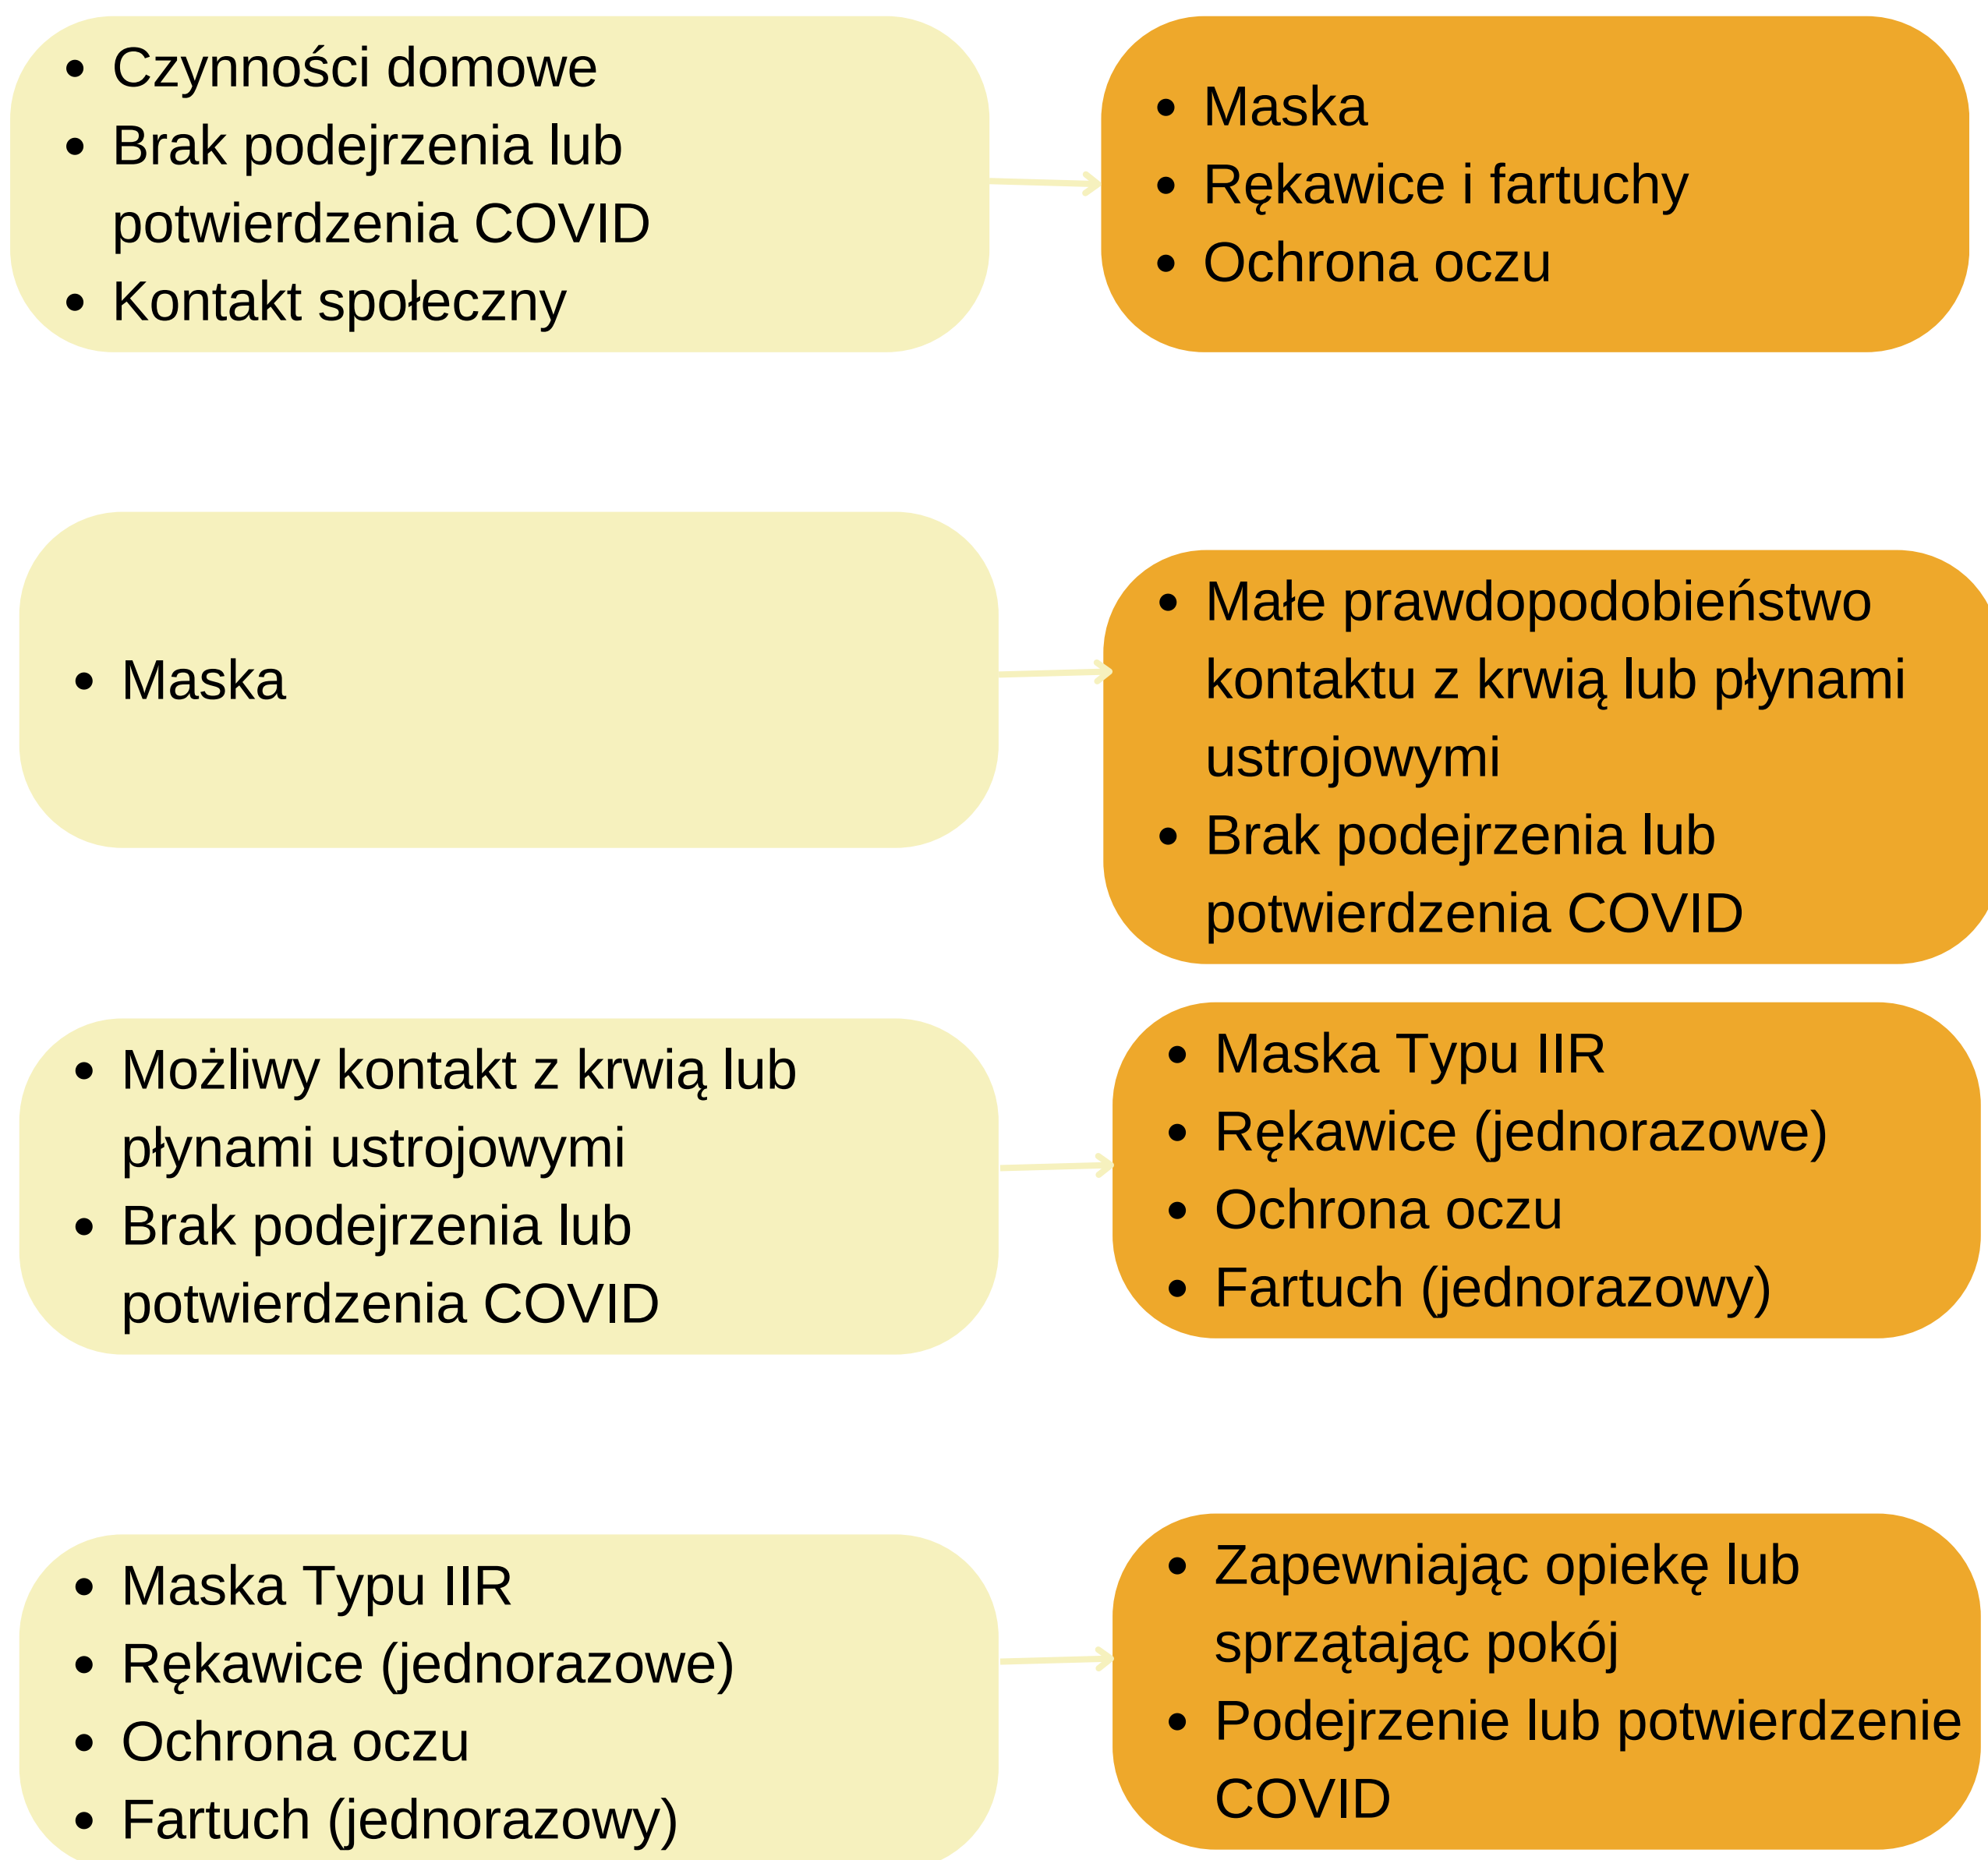 Czynności domowe
Brak podejrzenia lub
potwierdzenia COVID
Kontakt społeczny
Maska
Rękawice i fartuchy
Ochrona oczu
Maska
Małe prawdopodobieństwo
kontaktu z krwią lub płynami
ustrojowymi
Brak podejrzenia lub
potwierdzenia COVID
Możliwy kontakt z krwią lub
płynami ustrojowymi
Brak podejrzenia lub
potwierdzenia COVID
Maska Typu IIR
Rękawice (jednorazowe)
Ochrona oczu
Fartuch (jednorazowy)
Maska Typu IIR
Rękawice (jednorazowe)
Ochrona oczu
Fartuch (jednorazowy)
Zapewniając opiekę lub
sprzątając pokój
Podejrzenie lub potwierdzenie
COVID